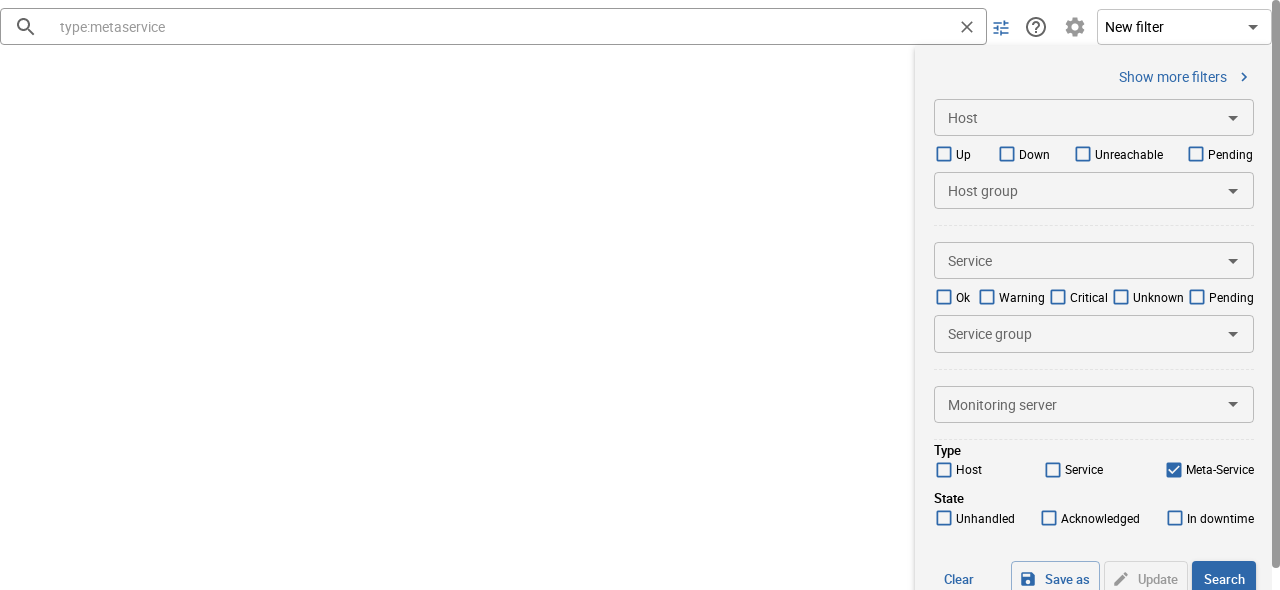 type:metaservice
New filter
Show more filters
Host
Up Down Unreachable Pending
Host group
Service
Ok Warning Critical Unknown Pending
Service group
Monitoring server
Type
Host Service Meta-Service
State
Unhandled Acknowledged In downtime
Clear Save as Update Search